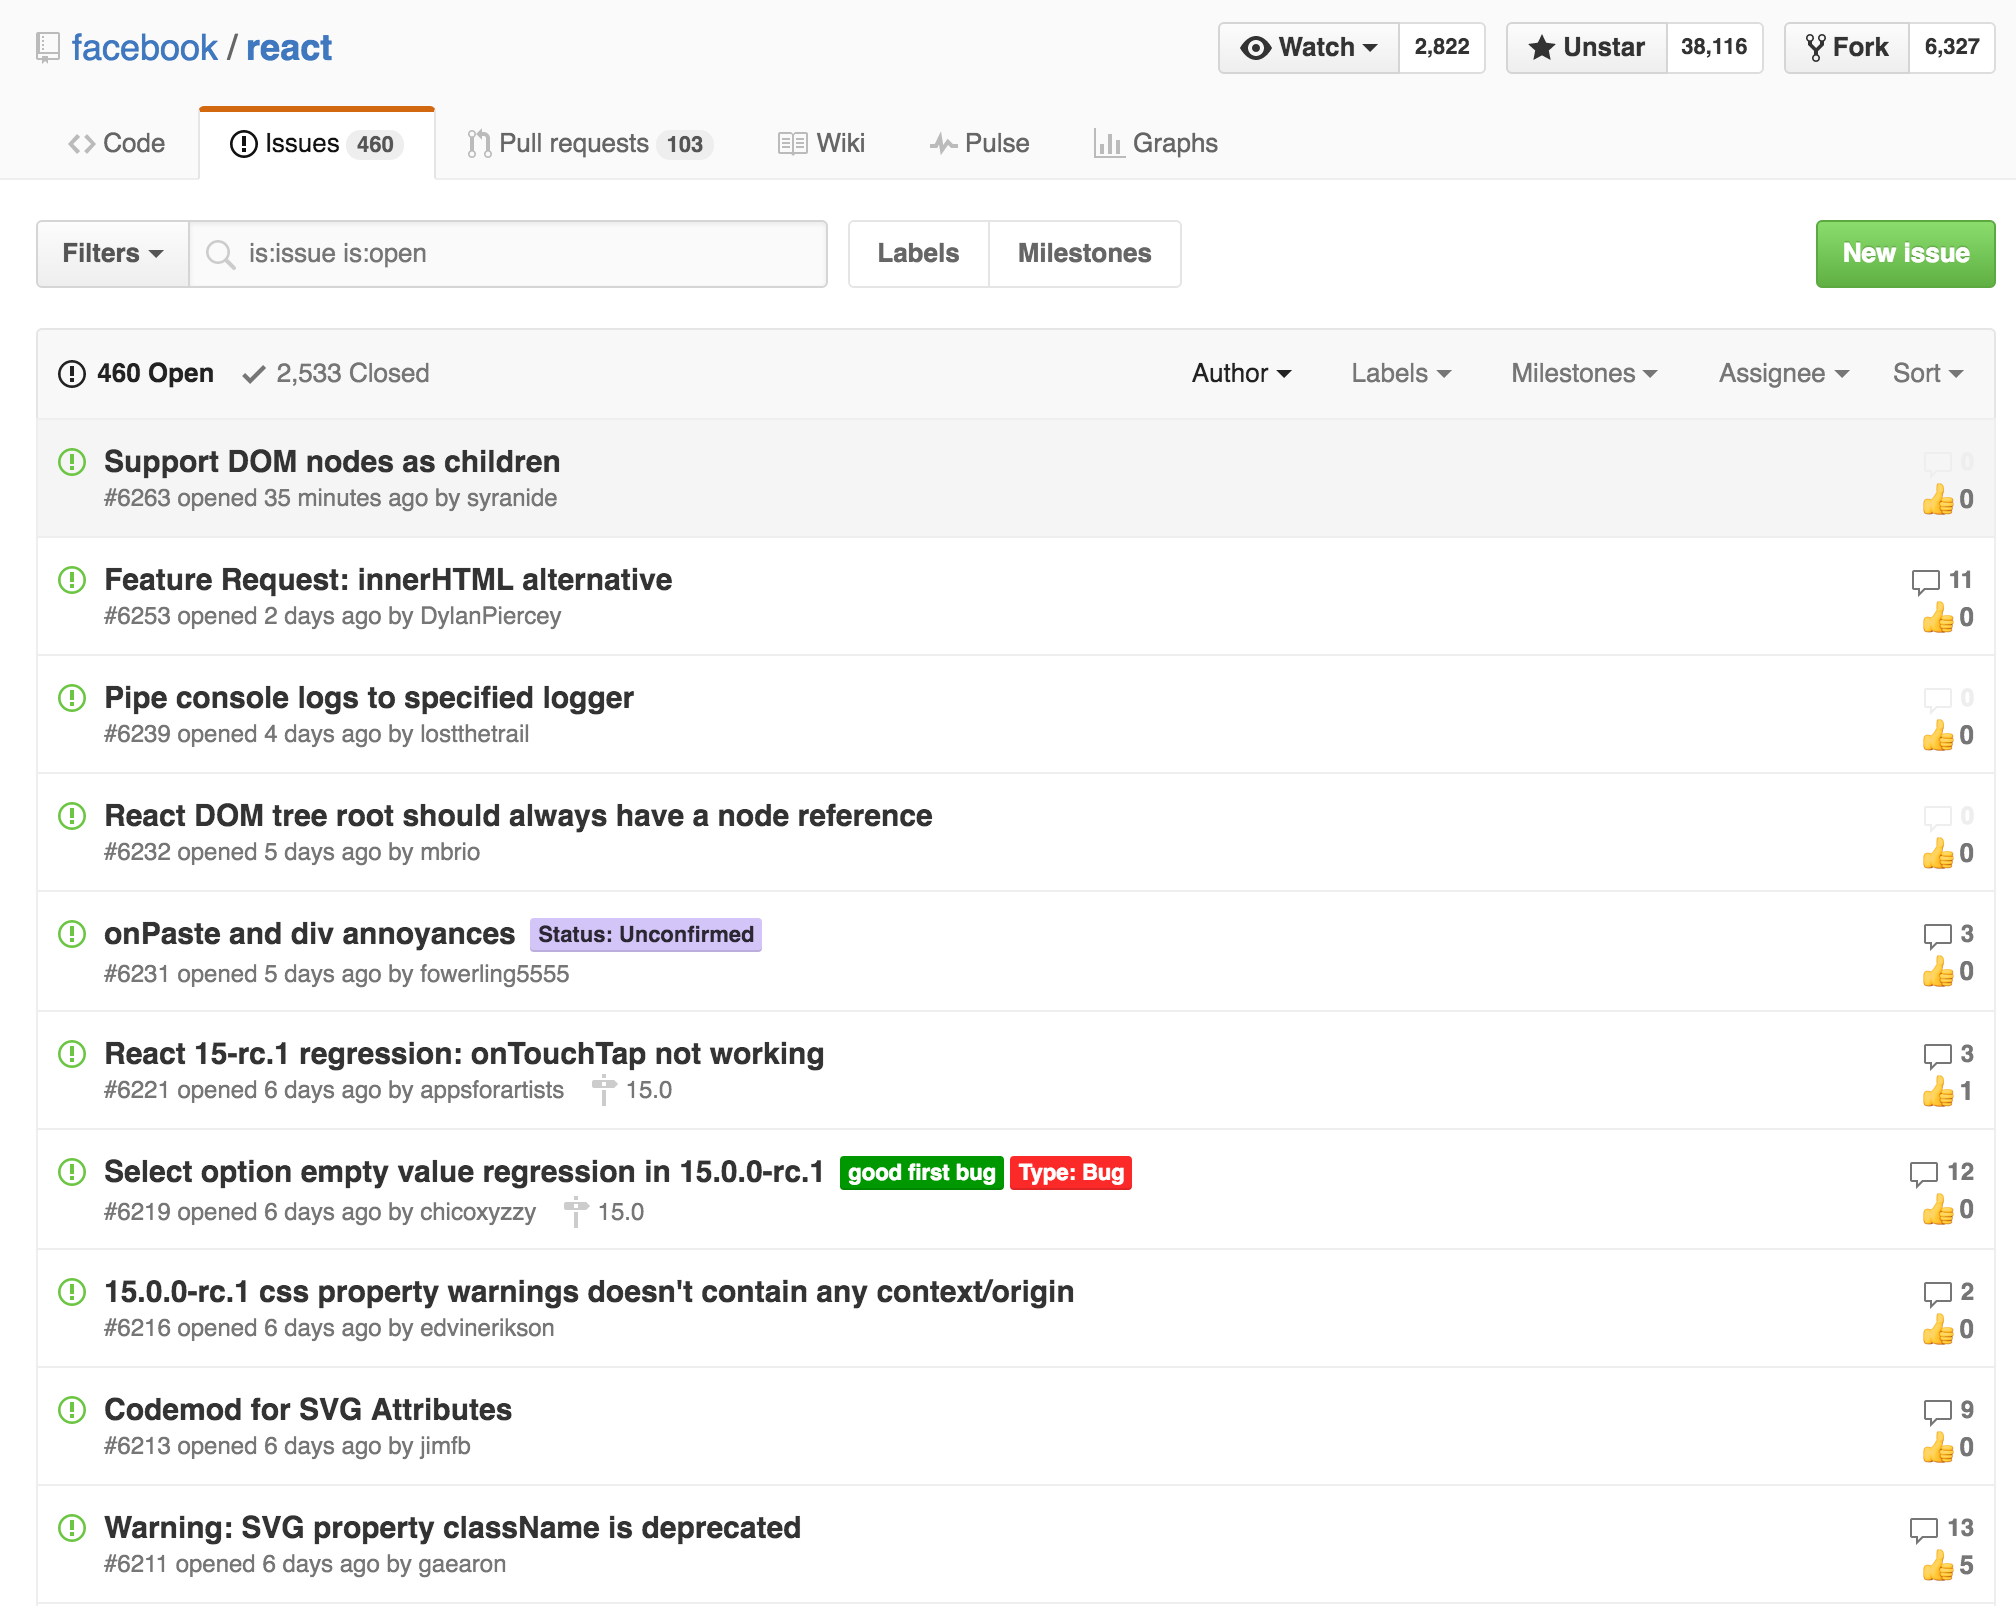 facebook / react
Watch 2,822 Unstar 38,116 Fork 6,327
Code Issues 460 Pull requests 103 Wiki Pulse Graphs
Filters is:issue is:open Labels Milestones New issue
460 Open 2,533 Closed Author Labels Milestones Assignee Sort
Support DOM nodes as children 0
#6263 opened 35 minutes ago by syranide 0
Feature Request: innerHTML alternative 11
#6253 opened 2 days ago by DylanPiercey 0
Pipe console logs to specified logger 0
#6239 opened 4 days ago by lostthetrail 0
React DOM tree root should always have a node reference 0
#6232 opened 5 days ago by mbrio 0
onPaste and div annoyances Status: Unconfirmed 3
#6231 opened 5 days ago by fowerling5555 0
React 15-rc.1 regression: onTouchTap not working 3
#6221 opened 6 days ago by appsforartists 15.0 1
Select option empty value regression in 15.0.0-rc.1 good first bug Type: Bug 12
#6219 opened 6 days ago by chicoxyzzy 15.0 0
15.0.0-rc.1 css property warnings doesn't contain any context/origin 2
#6216 opened 6 days ago by edvinerikson 0
Codemod for SVG Attributes 9
#6213 opened 6 days ago by jimfb 0
Warning: SVG property className is deprecated 13
#6211 opened 6 days ago by gaearon 5